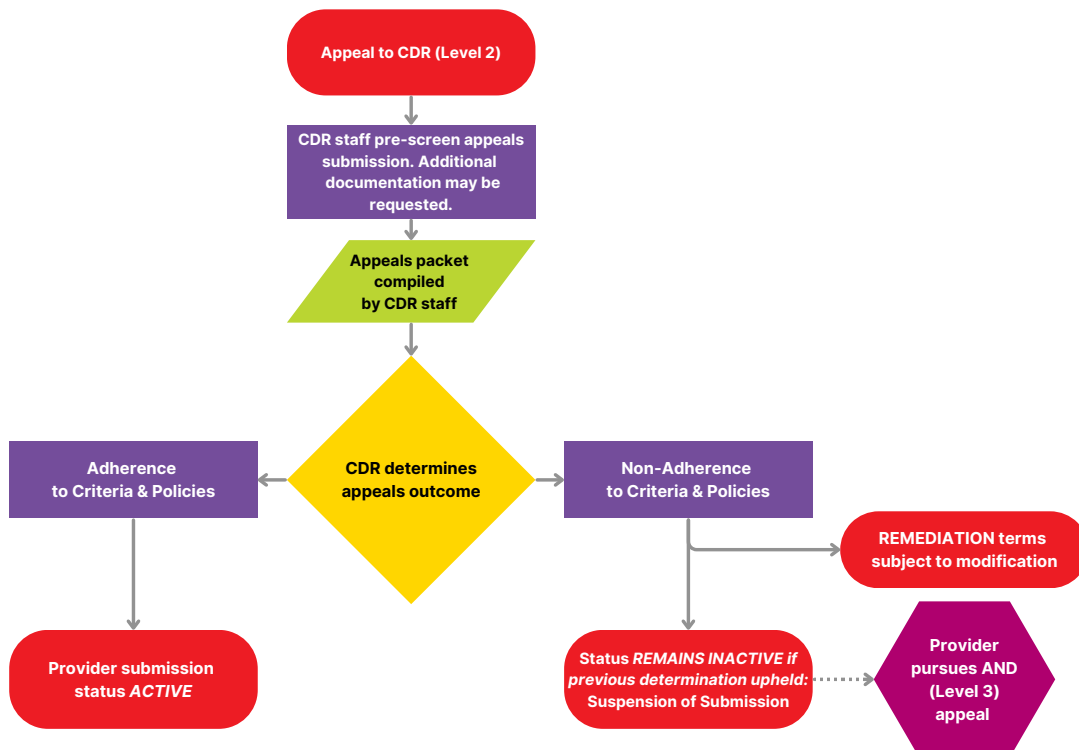 Appeal to CDR (Level 2)
CDR staff pre-screen appeals
submission. Additional
documentation may be
requested.
Appeals packet
compiled
by CDR staff
CDR determines
appeals outcome
Adherence
to Criteria & Policies
Non-Adherence
to Criteria & Policies
REMEDIATION terms
subject to modification
Provider submission
status ACTIVE
Status REMAINS INACTIVE if
previous determination upheld:
Suspension of Submission
Provider
pursues AND
(Level 3)
appeal